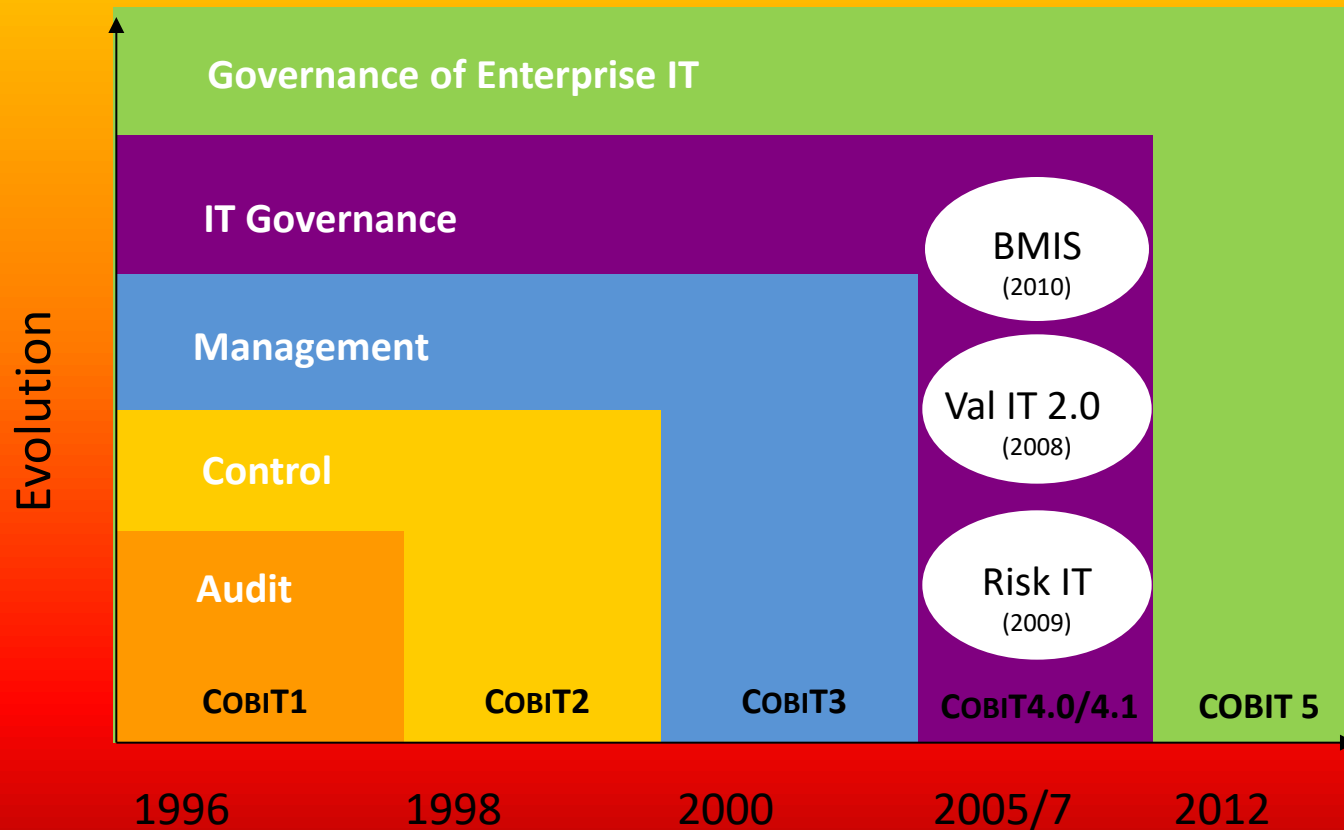 Governance of Enterprise IT
IT Governance
BMIS
(2010)
Management
Val IT 2.0
(2008)
Control
Risk IT
(2009)
Audit
COBIT1
COBIT2
COBIT3
COBIT4.0/4.1
COBIT 5
Evolution
1996
1998
2000
2005/7
2012